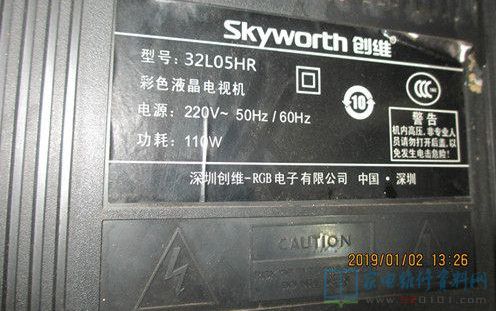 Skyworth 创维®
型号: 32L05HR
彩色液晶电视机
电源: 220V~ 50Hz / 60Hz
功耗: 110W
10
CCC
警告
机内高压,非专业人
员请勿打开后盖,以
免发生电击危险!
深圳创维-RGB电子有限公司 中国·深圳
CAUTION
2019/01/02 13:26
家电维修资料网